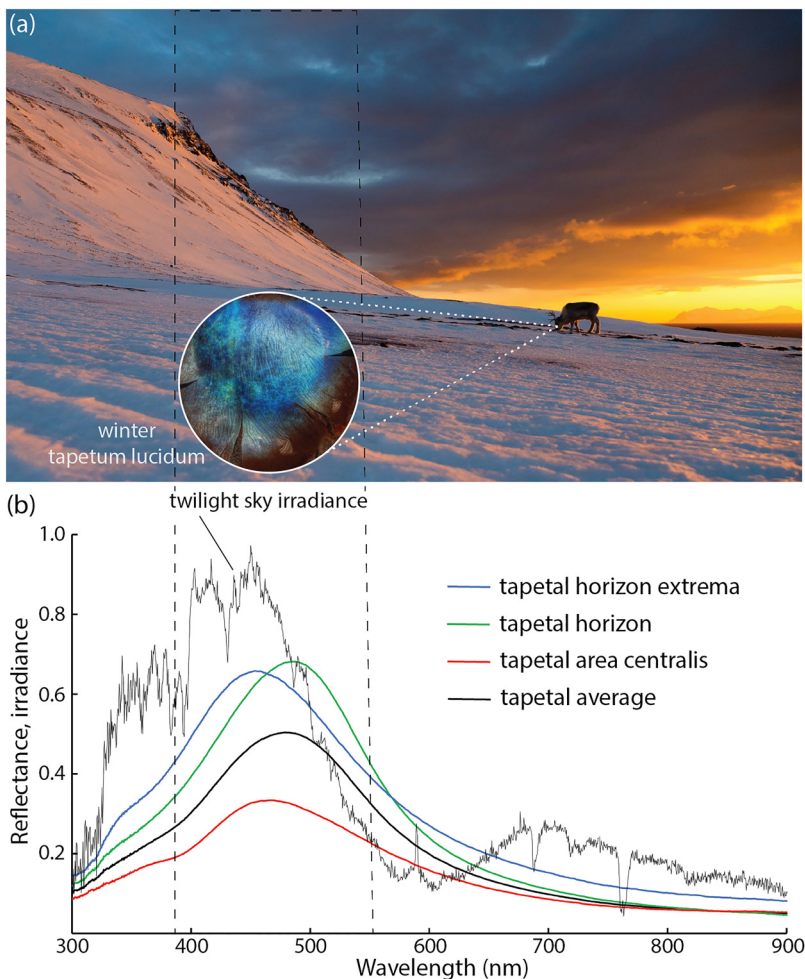 (a)
winter
tapetum lucidum
(b)
twilight sky irradiance
1.0
0.8
0.6
0.4
0.2
Reflectance, irradiance
tapetal horizon extrema
tapetal horizon
tapetal area centralis
tapetal average
300 400 500 600 700 800 900
Wavelength (nm)